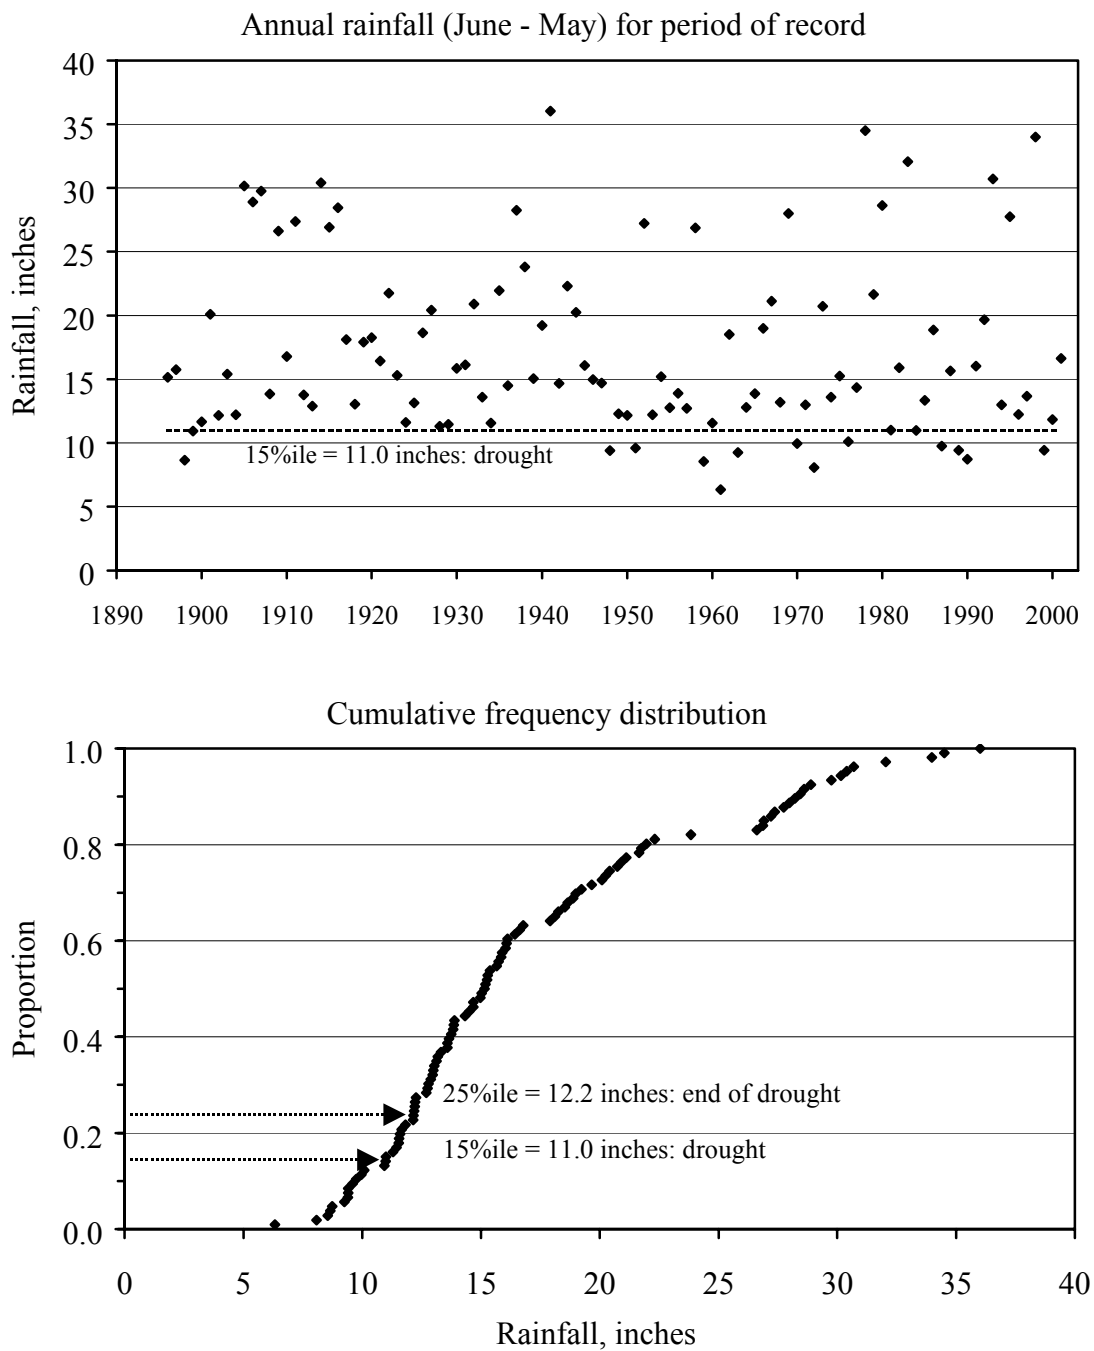 Annual rainfall (June - May) for period of record
40
35
30
25
20
15
10
5
0
Rainfall, inches
15%ile = 11.0 inches: drought
1890 1900 1910 1920 1930 1940 1950 1960 1970 1980 1990 2000
Cumulative frequency distribution
1.0
0.8
0.6
0.4
0.2
0.0
Proportion
25%ile = 12.2 inches: end of drought
15%ile = 11.0 inches: drought
0 5 10 15 20 25 30 35 40
Rainfall, inches